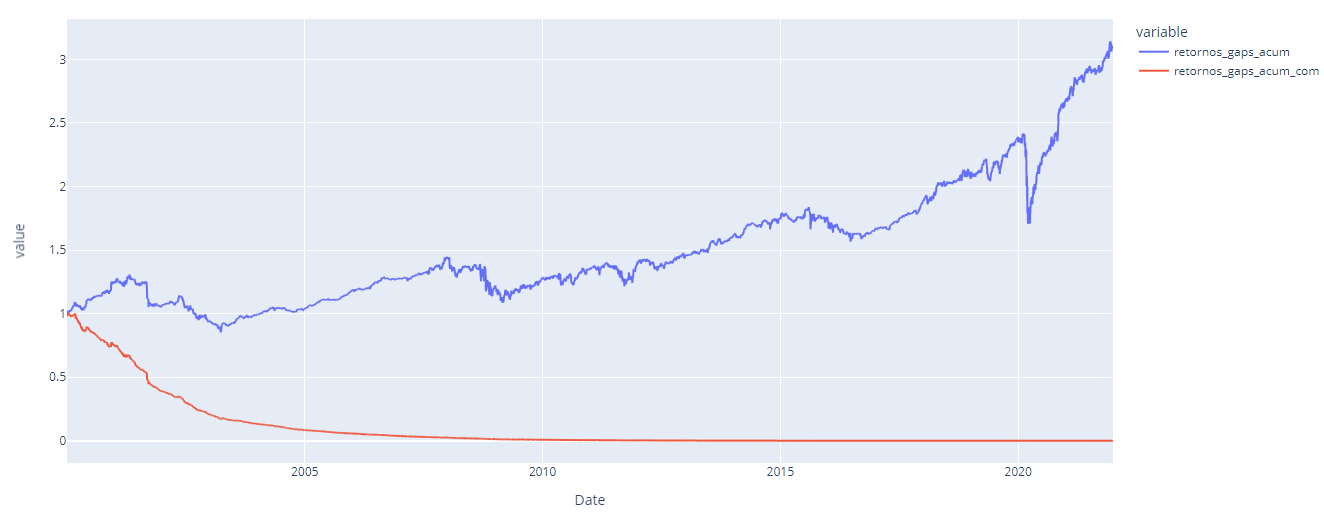 variable
retornos_gaps_acum
retornos_gaps_acum_com
value
3
2.5
2
1.5
1
0.5
0
2005
2010
2015
2020
Date